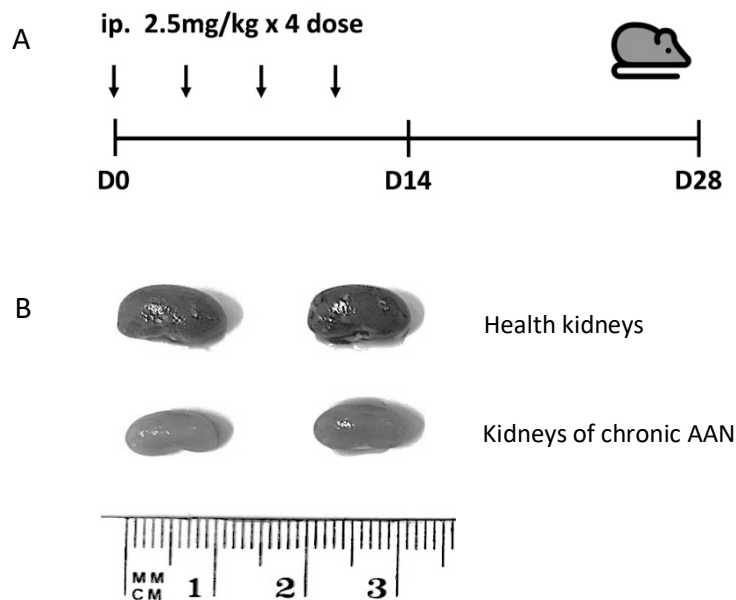 A
ip. 2.5mg/kg x 4 dose
D0 D14 D28
B
Health kidneys
Kidneys of chronic AAN
MM
CM 1 2 3